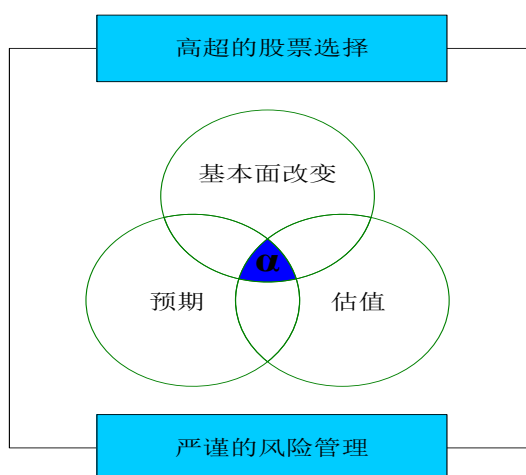 高超的股票选择
基本面改变
α
预期
估值
严谨的风险管理